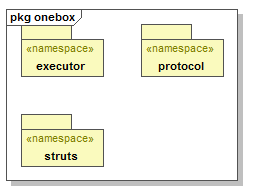 pkg onebox
«namespace»
executor
«namespace»
protocol
«namespace»
struts